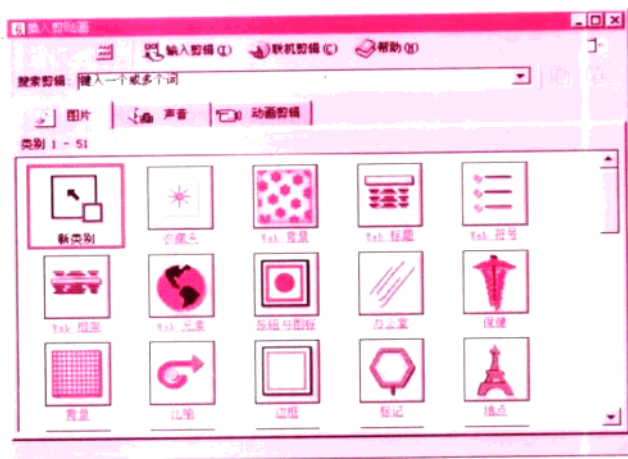 插入剪贴画
输入剪辑(I) 联机剪辑(C) 帮助(H)
搜索剪辑: 键入一个或多个词
图片 声音 动画剪辑
类别 1 - 51
新类别 收藏夹 Web 背景 Web 标题 Web 符号
Web 框架 Web 元素 按钮与图标 办公室 保健
背景 比喻 边框 标记 地点